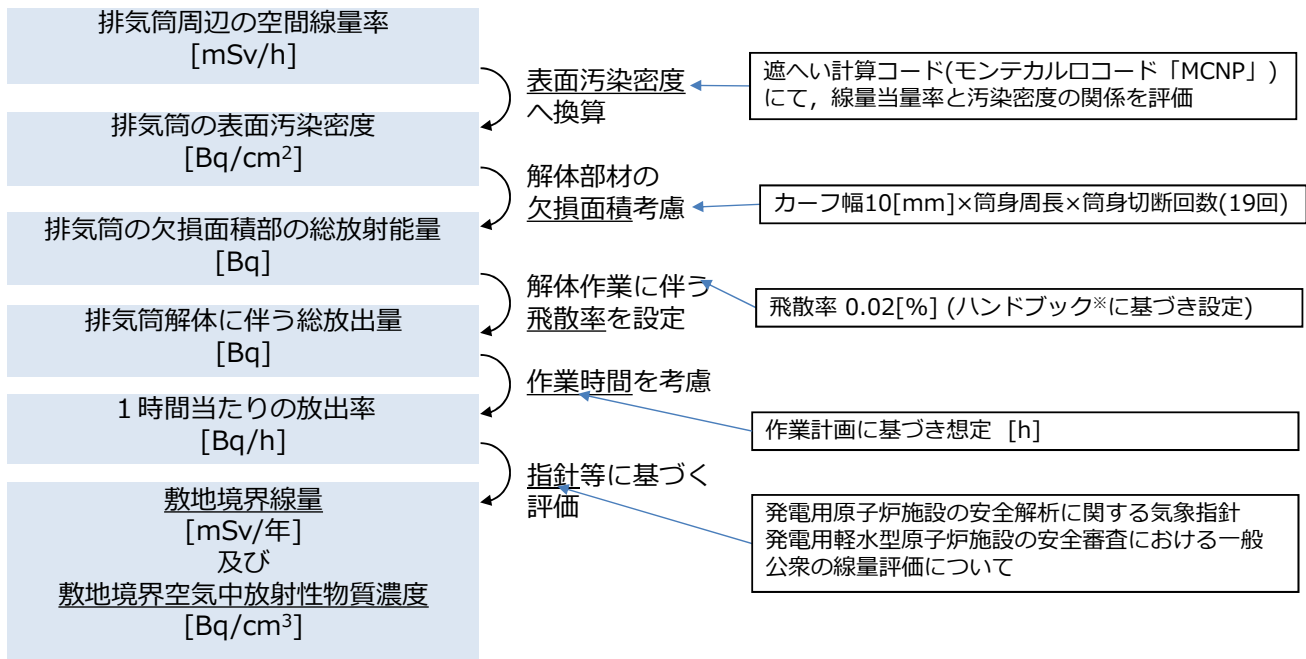 排気筒周辺の空間線量率
[mSv/h]
表面汚染密度
へ換算
遮へい計算コード(モンテカルロコード「MCNP」)
にて，線量当量率と汚染密度の関係を評価
排気筒の表面汚染密度
[Bq/cm²]
解体部材の
欠損面積考慮
カーフ幅10[mm]×筒身周長×筒身切断回数(19回)
排気筒の欠損面積部の総放射能量
[Bq]
解体作業に伴う
飛散率を設定
飛散率 0.02[%] (ハンドブック※に基づき設定)
排気筒解体に伴う総放出量
[Bq]
作業時間を考慮
作業計画に基づき想定 [h]
１時間当たりの放出率
[Bq/h]
指針等に基づく
評価
発電用原子炉施設の安全解析に関する気象指針
発電用軽水型原子炉施設の安全審査における一般
公衆の線量評価について
敷地境界線量
[mSv/年]
及び
敷地境界空気中放射性物質濃度
[Bq/cm³]